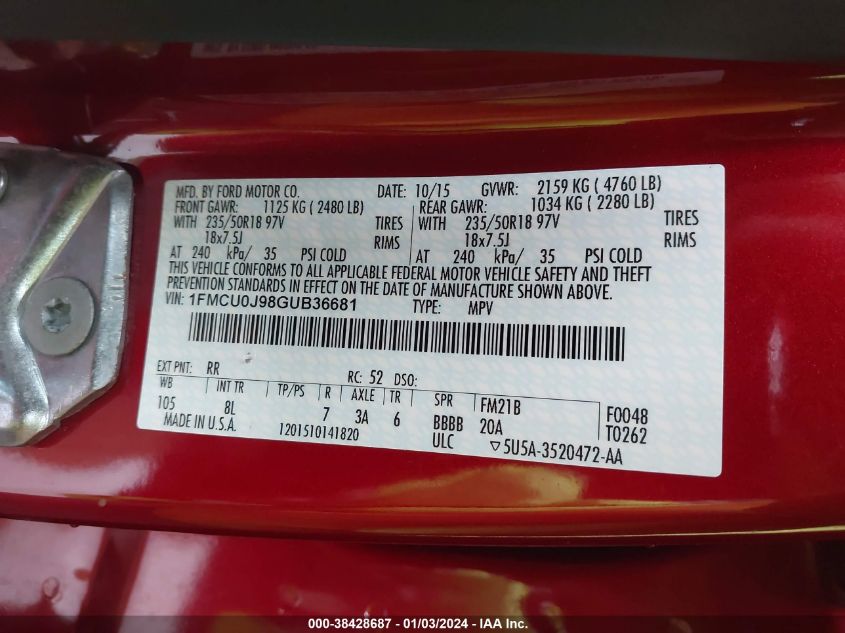 MFD. BY FORD MOTOR CO. DATE: 10/15 GVWR: 2159 KG ( 4760 LB)
FRONT GAWR: 1125 KG ( 2480 LB) REAR GAWR: 1034 KG ( 2280 LB)
WITH 235/50R18 97V TIRES WITH 235/50R18 97V TIRES
18x7.5J RIMS 18x7.5J RIMS
AT 240 kPa/ 35 PSI COLD AT 240 kPa/ 35 PSI COLD
THIS VEHICLE CONFORMS TO ALL APPLICABLE FEDERAL MOTOR VEHICLE SAFETY AND THEFT
PREVENTION STANDARDS IN EFFECT ON THE DATE OF MANUFACTURE SHOWN ABOVE.
VIN: 1FMCU0J98GUB36681 TYPE: MPV
EXT PNT: RR RC: 52 DSO:
WB INT TR TP/PS R AXLE TR SPR FM21B F0048
105 8L 7 3A 6 BBBB 20A T0262
MADE IN U.S.A. 1201510141820 ULC ▽5U5A-3520472-AA
000-38428687 - 01/03/2024 - IAA Inc.